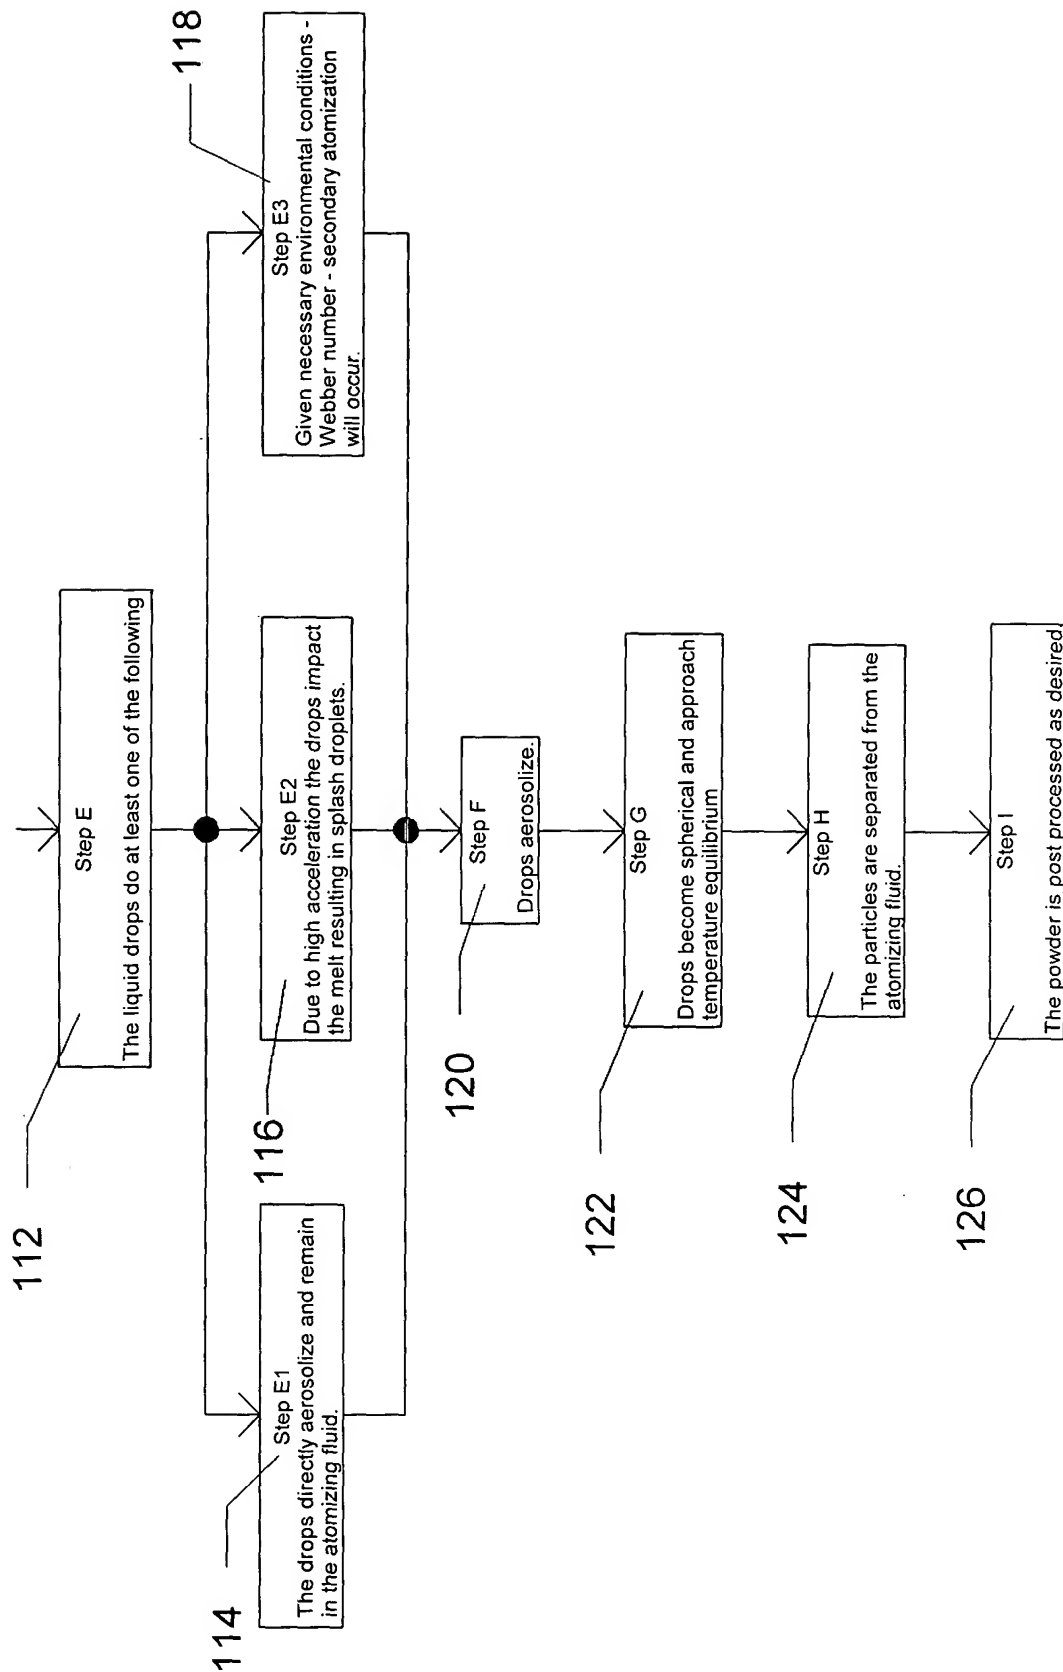 112
Step E
The liquid drops do at least one of the following
114
Step E1
The drops directly aerosolize and remain
in the atomizing fluid.
116
Step E2
Due to high acceleration the drops impact
the melt resulting in splash droplets.
118
Step E3
Given necessary environmental conditions -
Webber number - secondary atomization
will occur.
120
Step F
Drops aerosolize.
122
Step G
Drops become spherical and approach
temperature equilibrium
124
Step H
The particles are separated from the
atomizing fluid.
126
Step I
The powder is post processed as desired